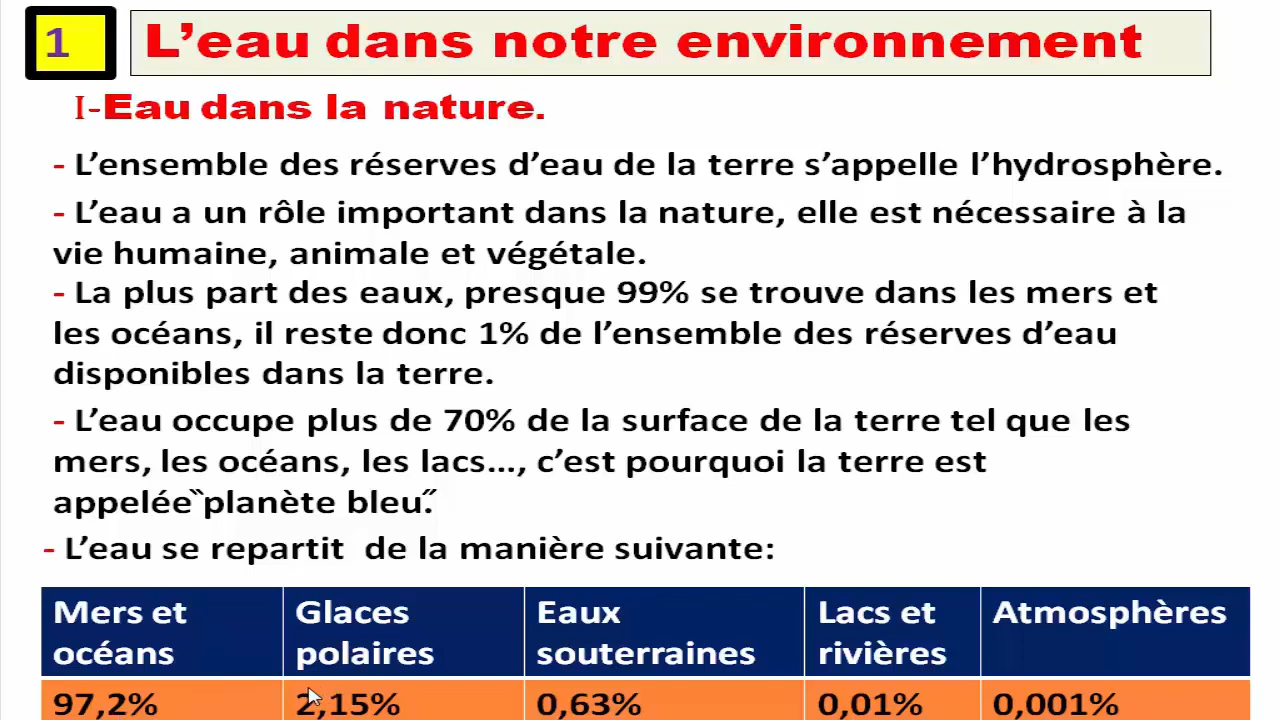 1
L'eau dans notre environnement
I-Eau dans la nature.
- L'ensemble des réserves d'eau de la terre s'appelle l'hydrosphère.
- L'eau a un rôle important dans la nature, elle est nécessaire à la
vie humaine, animale et végétale.
- La plus part des eaux, presque 99% se trouve dans les mers et
les océans, il reste donc 1% de l'ensemble des réserves d'eau
disponibles dans la terre.
- L'eau occupe plus de 70% de la surface de la terre tel que les
mers, les océans, les lacs..., c'est pourquoi la terre est
appelée‶planète bleu.″
- L'eau se repartit de la manière suivante:
Mers et océans
Glaces polaires
Eaux souterraines
Lacs et rivières
Atmosphères
97,2%
2,15%
0,63%
0,01%
0,001%